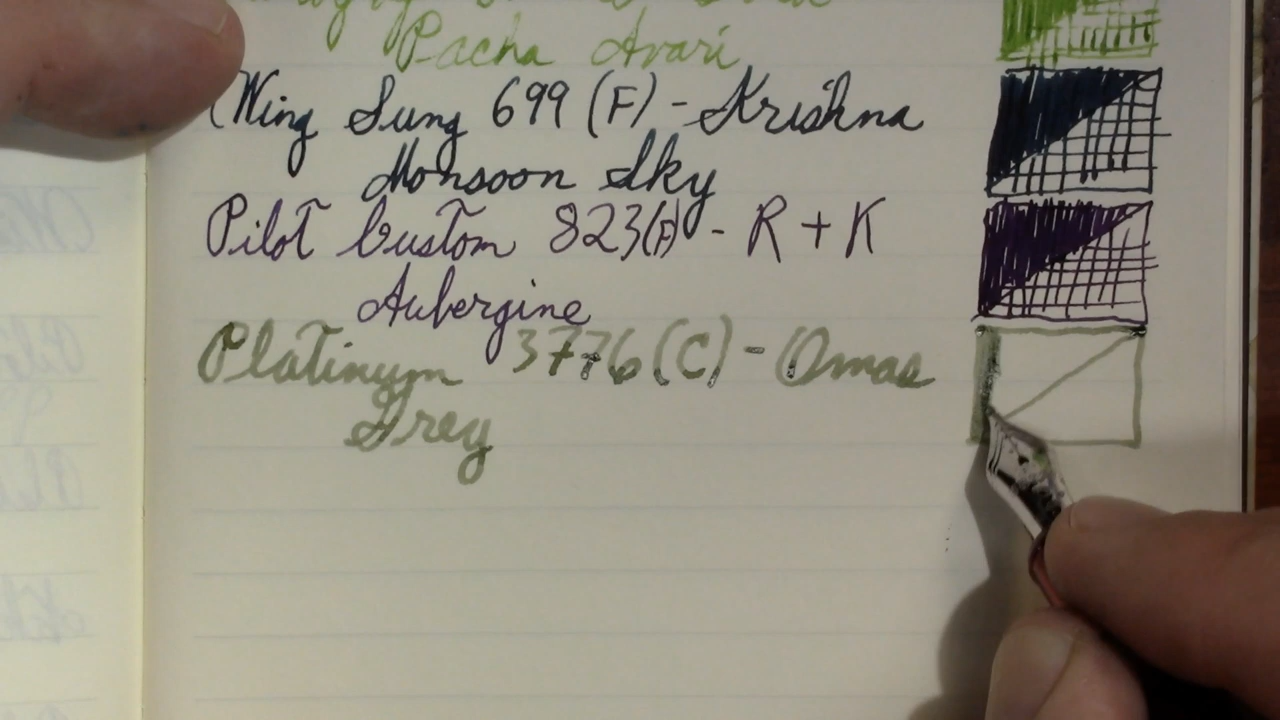 Pacha Avari
Wing Sung 699 (F) - Krishna
Monsoon Sky
Pilot Custom 823(F) - R + K
Aubergine
Platinum 3776 (C) - Omas
Grey